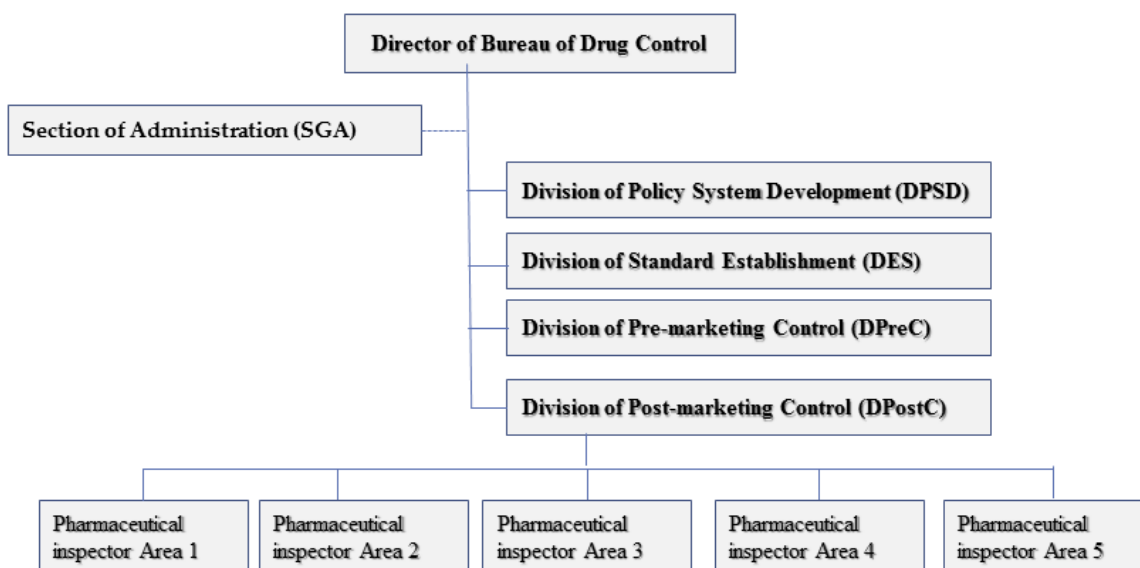 Director of Bureau of Drug Control
Section of Administration (SGA)
Division of Policy System Development (DPSD)
Division of Standard Establishment (DES)
Division of Pre-marketing Control (DPreC)
Division of Post-marketing Control (DPostC)
Pharmaceutical
inspector Area 1
Pharmaceutical
inspector Area 2
Pharmaceutical
inspector Area 3
Pharmaceutical
inspector Area 4
Pharmaceutical
inspector Area 5